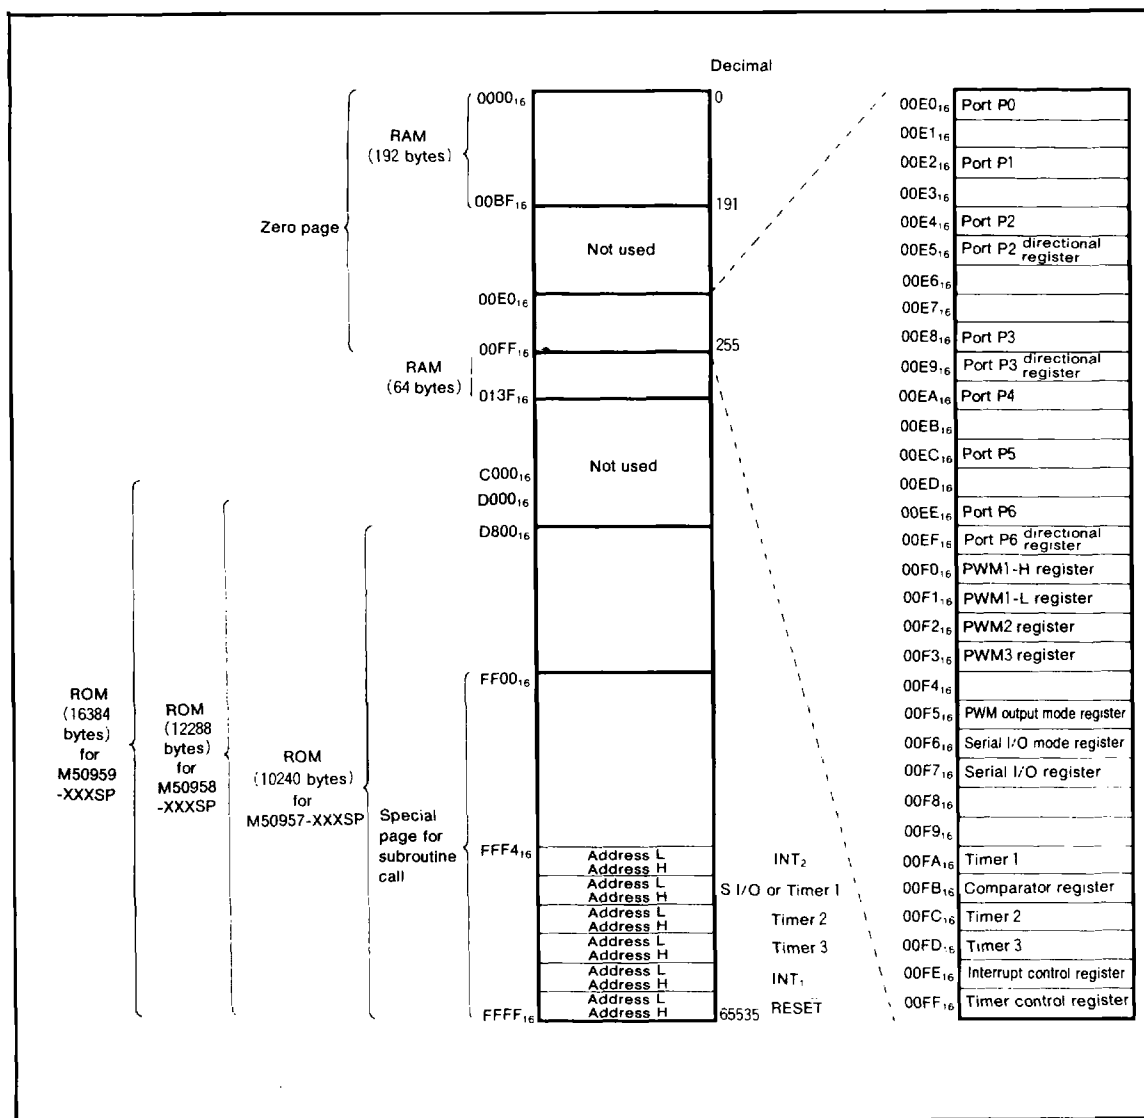 Decimal
0000₁₆
0
RAM
(192 bytes)
00BF₁₆
191
Zero page
Not used
00E0₁₆
00FF₁₆
255
RAM
(64 bytes)
013F₁₆
Not used
C000₁₆
D000₁₆
D800₁₆
FF00₁₆
ROM
(16384
bytes)
for
M50959
-XXXSP
ROM
(12288
bytes)
for
M50958
-XXXSP
ROM
(10240 bytes)
for
M50957-XXXSP
Special
page for
subroutine
call
FFF4₁₆
Address L
Address H
INT₂
Address L
Address H
S I/O or Timer 1
Address L
Address H
Timer 2
Address L
Address H
Timer 3
Address L
Address H
INT₁
Address L
Address H
RESET
FFFF₁₆
65535
00E0₁₆ Port P0
00E1₁₆
00E2₁₆ Port P1
00E3₁₆
00E4₁₆ Port P2
00E5₁₆ Port P2 directional register
00E6₁₆
00E7₁₆
00E8₁₆ Port P3
00E9₁₆ Port P3 directional register
00EA₁₆ Port P4
00EB₁₆
00EC₁₆ Port P5
00ED₁₆
00EE₁₆ Port P6
00EF₁₆ Port P6 directional register
00F0₁₆ PWM1-H register
00F1₁₆ PWM1-L register
00F2₁₆ PWM2 register
00F3₁₆ PWM3 register
00F4₁₆
00F5₁₆ PWM output mode register
00F6₁₆ Serial I/O mode register
00F7₁₆ Serial I/O register
00F8₁₆
00F9₁₆
00FA₁₆ Timer 1
00FB₁₆ Comparator register
00FC₁₆ Timer 2
00FD₁₆ Timer 3
00FE₁₆ Interrupt control register
00FF₁₆ Timer control register